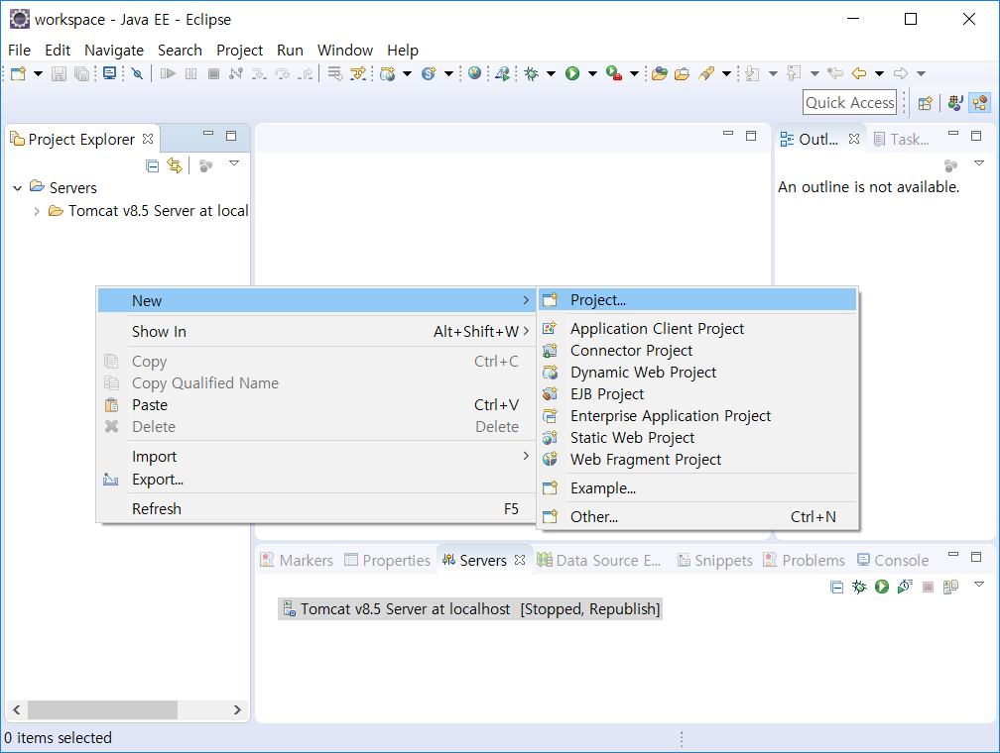 workspace - Java EE - Eclipse
File Edit Navigate Search Project Run Window Help
Quick Access
Project Explorer
Outl...
Task...
Servers
Tomcat v8.5 Server at local
An outline is not available.
New
Show In Alt+Shift+W
Copy Ctrl+C
Copy Qualified Name
Paste Ctrl+V
Delete Delete
Import
Export...
Refresh F5
Project...
Application Client Project
Connector Project
Dynamic Web Project
EJB Project
Enterprise Application Project
Static Web Project
Web Fragment Project
Example...
Other... Ctrl+N
Markers Properties Servers Data Source E... Snippets Problems Console
Tomcat v8.5 Server at localhost [Stopped, Republish]
0 items selected